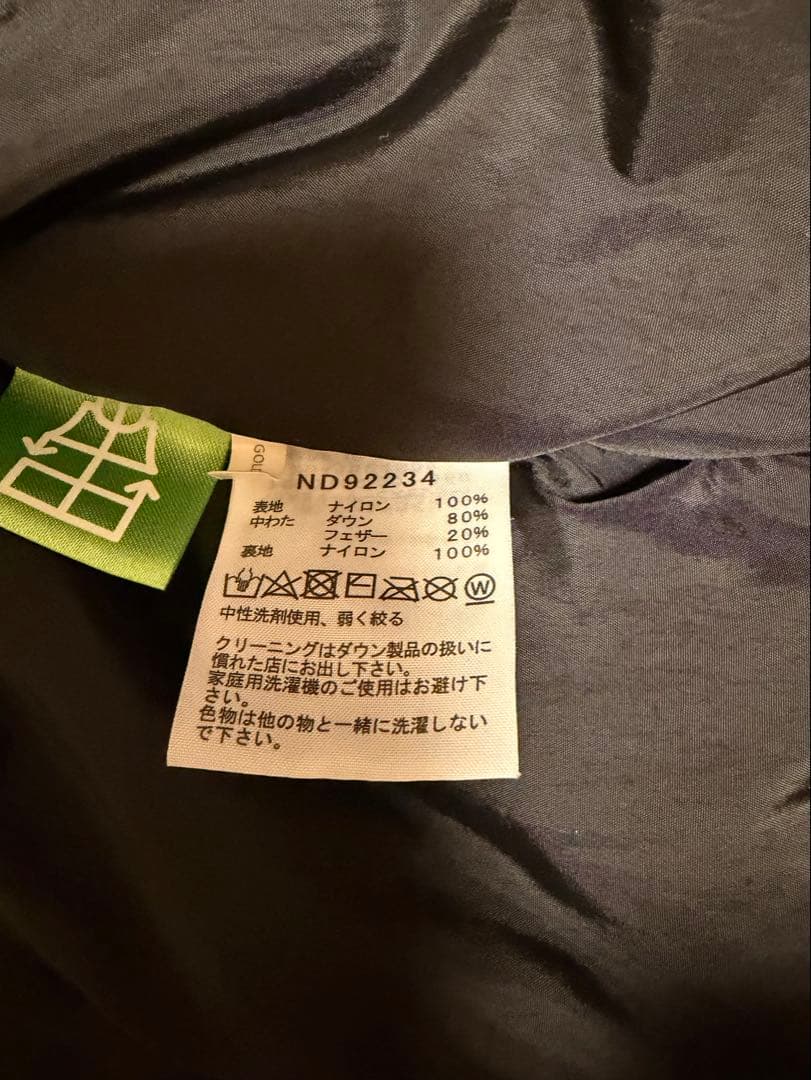 GOL
ND92234
表地 ナイロン 100%
中わた ダウン 80%
フェザー 20%
裏地 ナイロン 100%
W
中性洗剤使用、弱く絞る
クリーニングはダウン製品の扱いに
慣れた店にお出し下さい。
家庭用洗濯機のご使用はお避け下
さい。
色物は他の物と一緒に洗濯しない
で下さい。